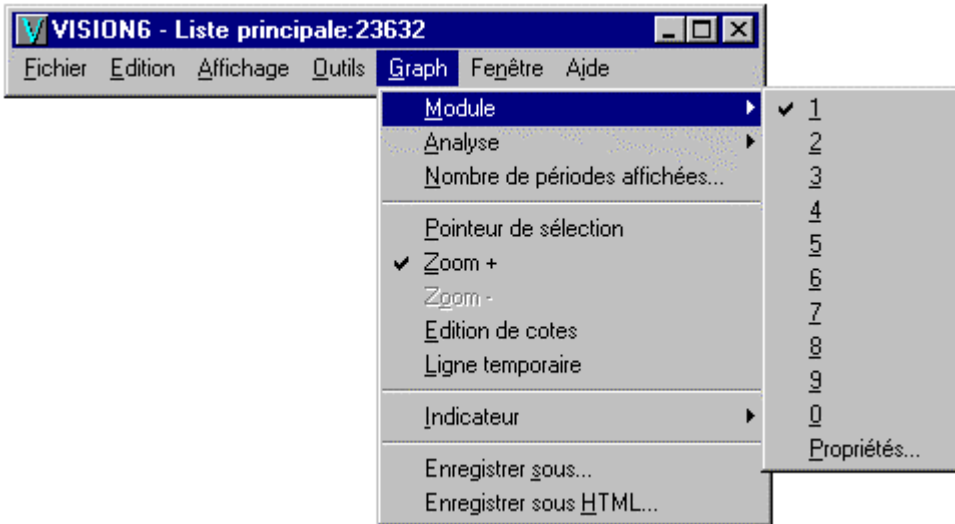 VISION6 - Liste principale:23632
Fichier Edition Affichage Outils Graph Fenêtre Aide
Module
Analyse
Nombre de périodes affichées...
Pointeur de sélection
Zoom +
Zoom -
Edition de cotes
Ligne temporaire
Indicateur
Enregistrer sous...
Enregistrer sous HTML...
1
2
3
4
5
6
7
8
9
0
Propriétés...